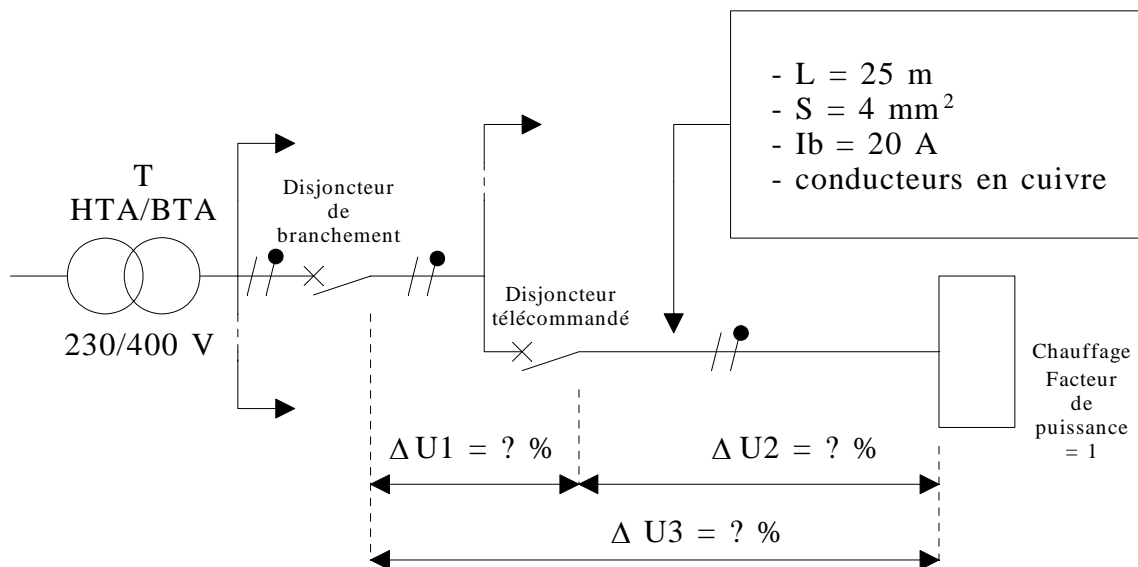 - L = 25 m
- S = 4 mm²
- Ib = 20 A
- conducteurs en cuivre
T
HTA/BTA
230/400 V
Disjoncteur
de
branchement
Disjoncteur
télécommandé
Chauffage
Facteur
de
puissance
= 1
Δ U1 = ? %
Δ U2 = ? %
Δ U3 = ? %